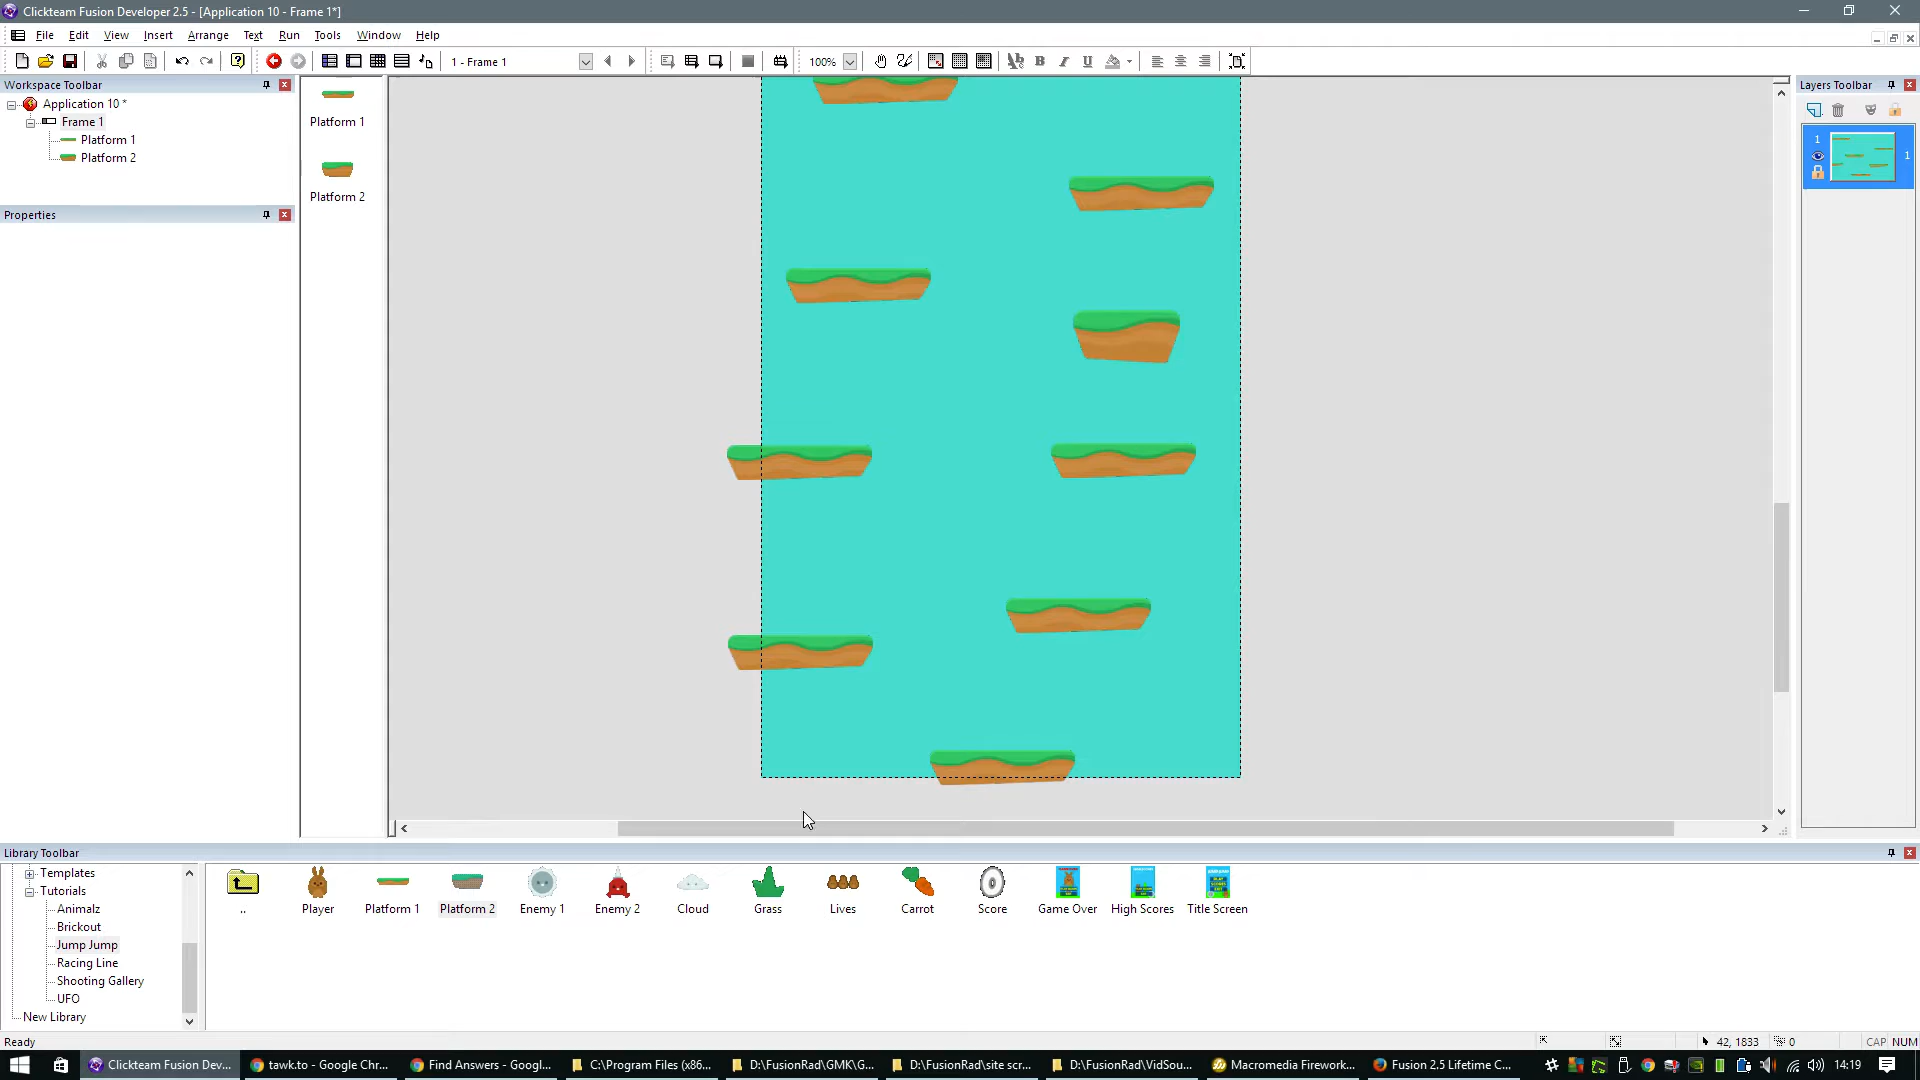 Clickteam Fusion Developer 2.5 - [Application 10 - Frame 1*]
File Edit View Insert Arrange Group Text Run Tools Window Help
1 - Frame 1
100%
Workspace Toolbar
Application 10 *
Frame 1
Platform 1
Platform 2
Properties
Platform 1
Platform 2
Layers Toolbar
1
1
Library Toolbar
Templates
Tutorials
Animalz
Brickout
Jump Jump
Racing Line
Shooting Gallery
UFO
New Library
..
Player
Platform 1
Platform 2
Enemy 1
Enemy 2
Cloud
Grass
Lives
Carrot
Score
Game Over
High Scores
Title Screen
Ready
42, 1833
0
CAP NUM
Clickteam Fusion Dev...
tawk.to - Google Chr...
Find Answers - Googl...
C:\Program Files (x86...
D:\FusionRad\GMK\G...
D:\FusionRad\site scr...
D:\FusionRad\VidSou...
Macromedia Firework...
Fusion 2.5 Lifetime C...
14:19